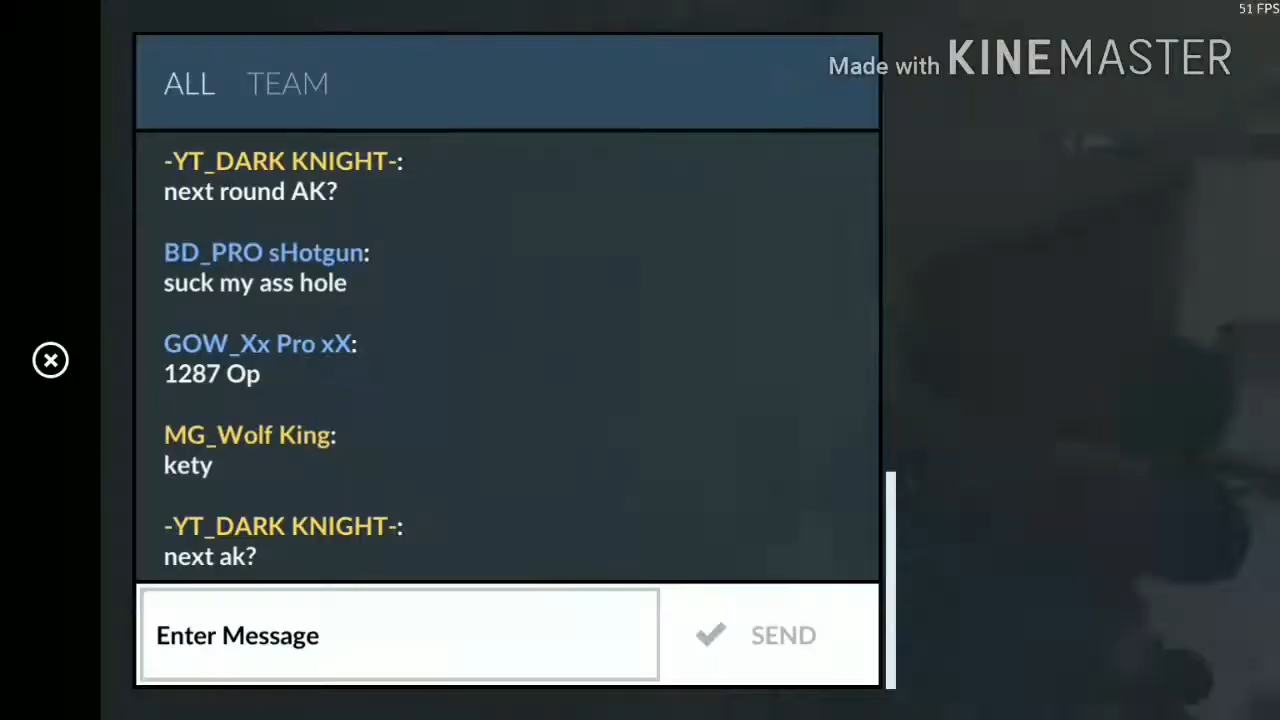 51 FPS
Made with KINEMASTER
ALL TEAM
-YT_DARK KNIGHT-:
next round AK?
BD_PRO sHotgun:
suck my ass hole
GOW_Xx Pro xX:
1287 Op
MG_Wolf King:
kety
-YT_DARK KNIGHT-:
next ak?
Enter Message
SEND